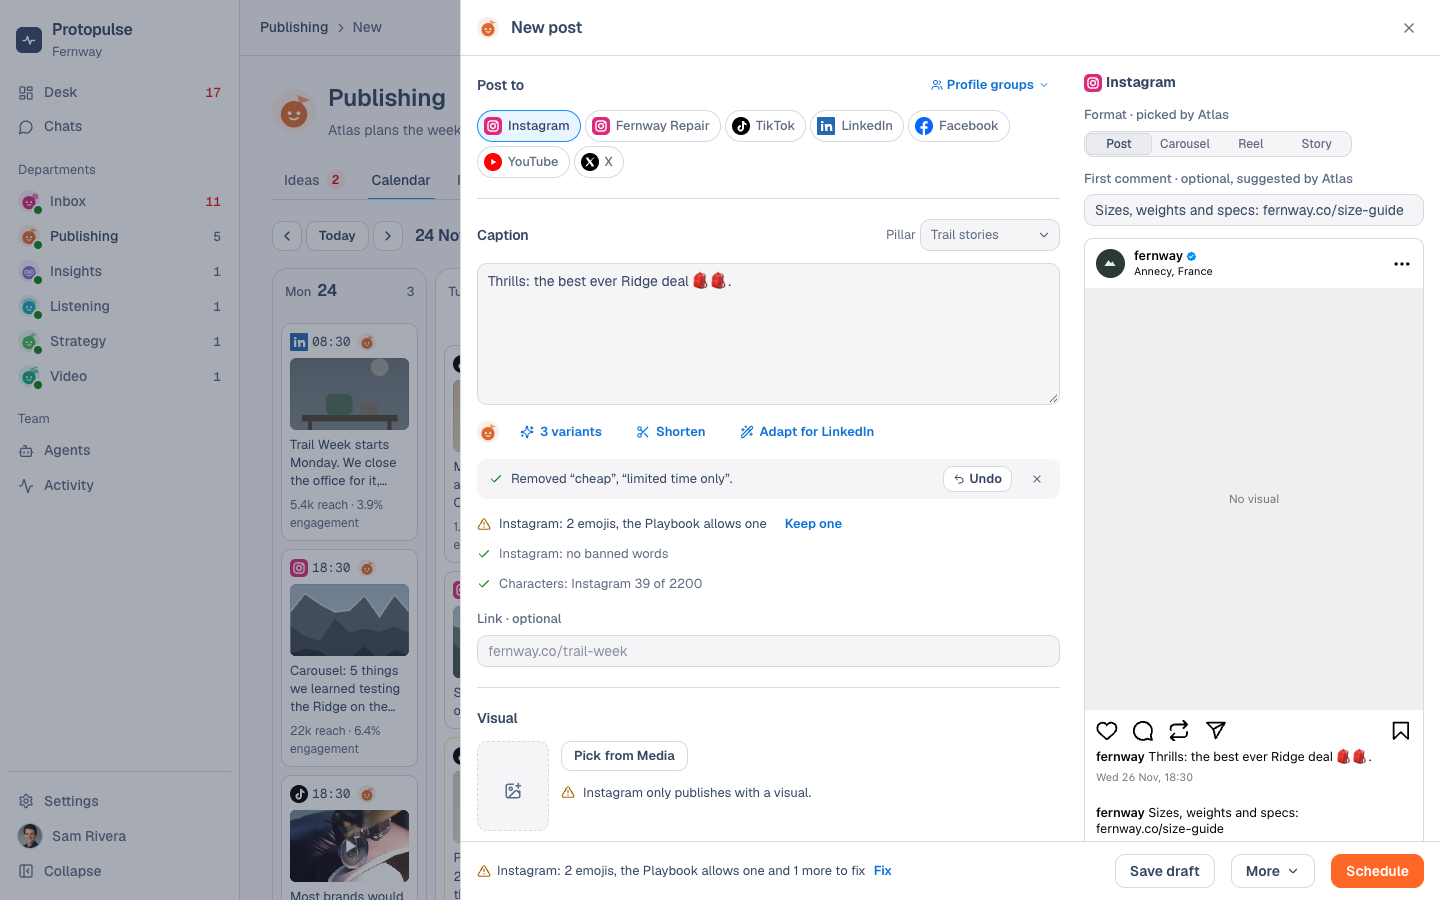 Protopulse
Fernway
Desk 17
Chats
Departments
Inbox 11
Publishing 5
Insights 1
Listening 1
Strategy 1
Video 1
Team
Agents
Activity
Settings
Sam Rivera
Collapse
Publishing > New
Publishing
Atlas plans the week
Ideas 2 Calendar
Today 24 Nov
Mon 24 3
08:30
Trail Week starts
Monday. We close
the office for it,...
5.4k reach · 3.9%
engagement
18:30
Carousel: 5 things
we learned testing
the Ridge on the...
22k reach · 6.4%
engagement
18:30
Most brands would
New post
Post to
Profile groups
Instagram
Fernway Repair
TikTok
LinkedIn
Facebook
YouTube
X
Caption
Pillar Trail stories
Thrills: the best ever Ridge deal 🎒🎒.
3 variants
Shorten
Adapt for LinkedIn
Removed “cheap”, “limited time only”.
Undo
Instagram: 2 emojis, the Playbook allows one Keep one
Instagram: no banned words
Characters: Instagram 39 of 2200
Link · optional
fernway.co/trail-week
Visual
Pick from Media
Instagram only publishes with a visual.
Instagram
Format · picked by Atlas
Post Carousel Reel Story
First comment · optional, suggested by Atlas
Sizes, weights and specs: fernway.co/size-guide
fernway
Annecy, France
No visual
fernway Thrills: the best ever Ridge deal 🎒🎒.
Wed 26 Nov, 18:30
fernway Sizes, weights and specs:
fernway.co/size-guide
Instagram: 2 emojis, the Playbook allows one and 1 more to fix Fix
Save draft
More
Schedule